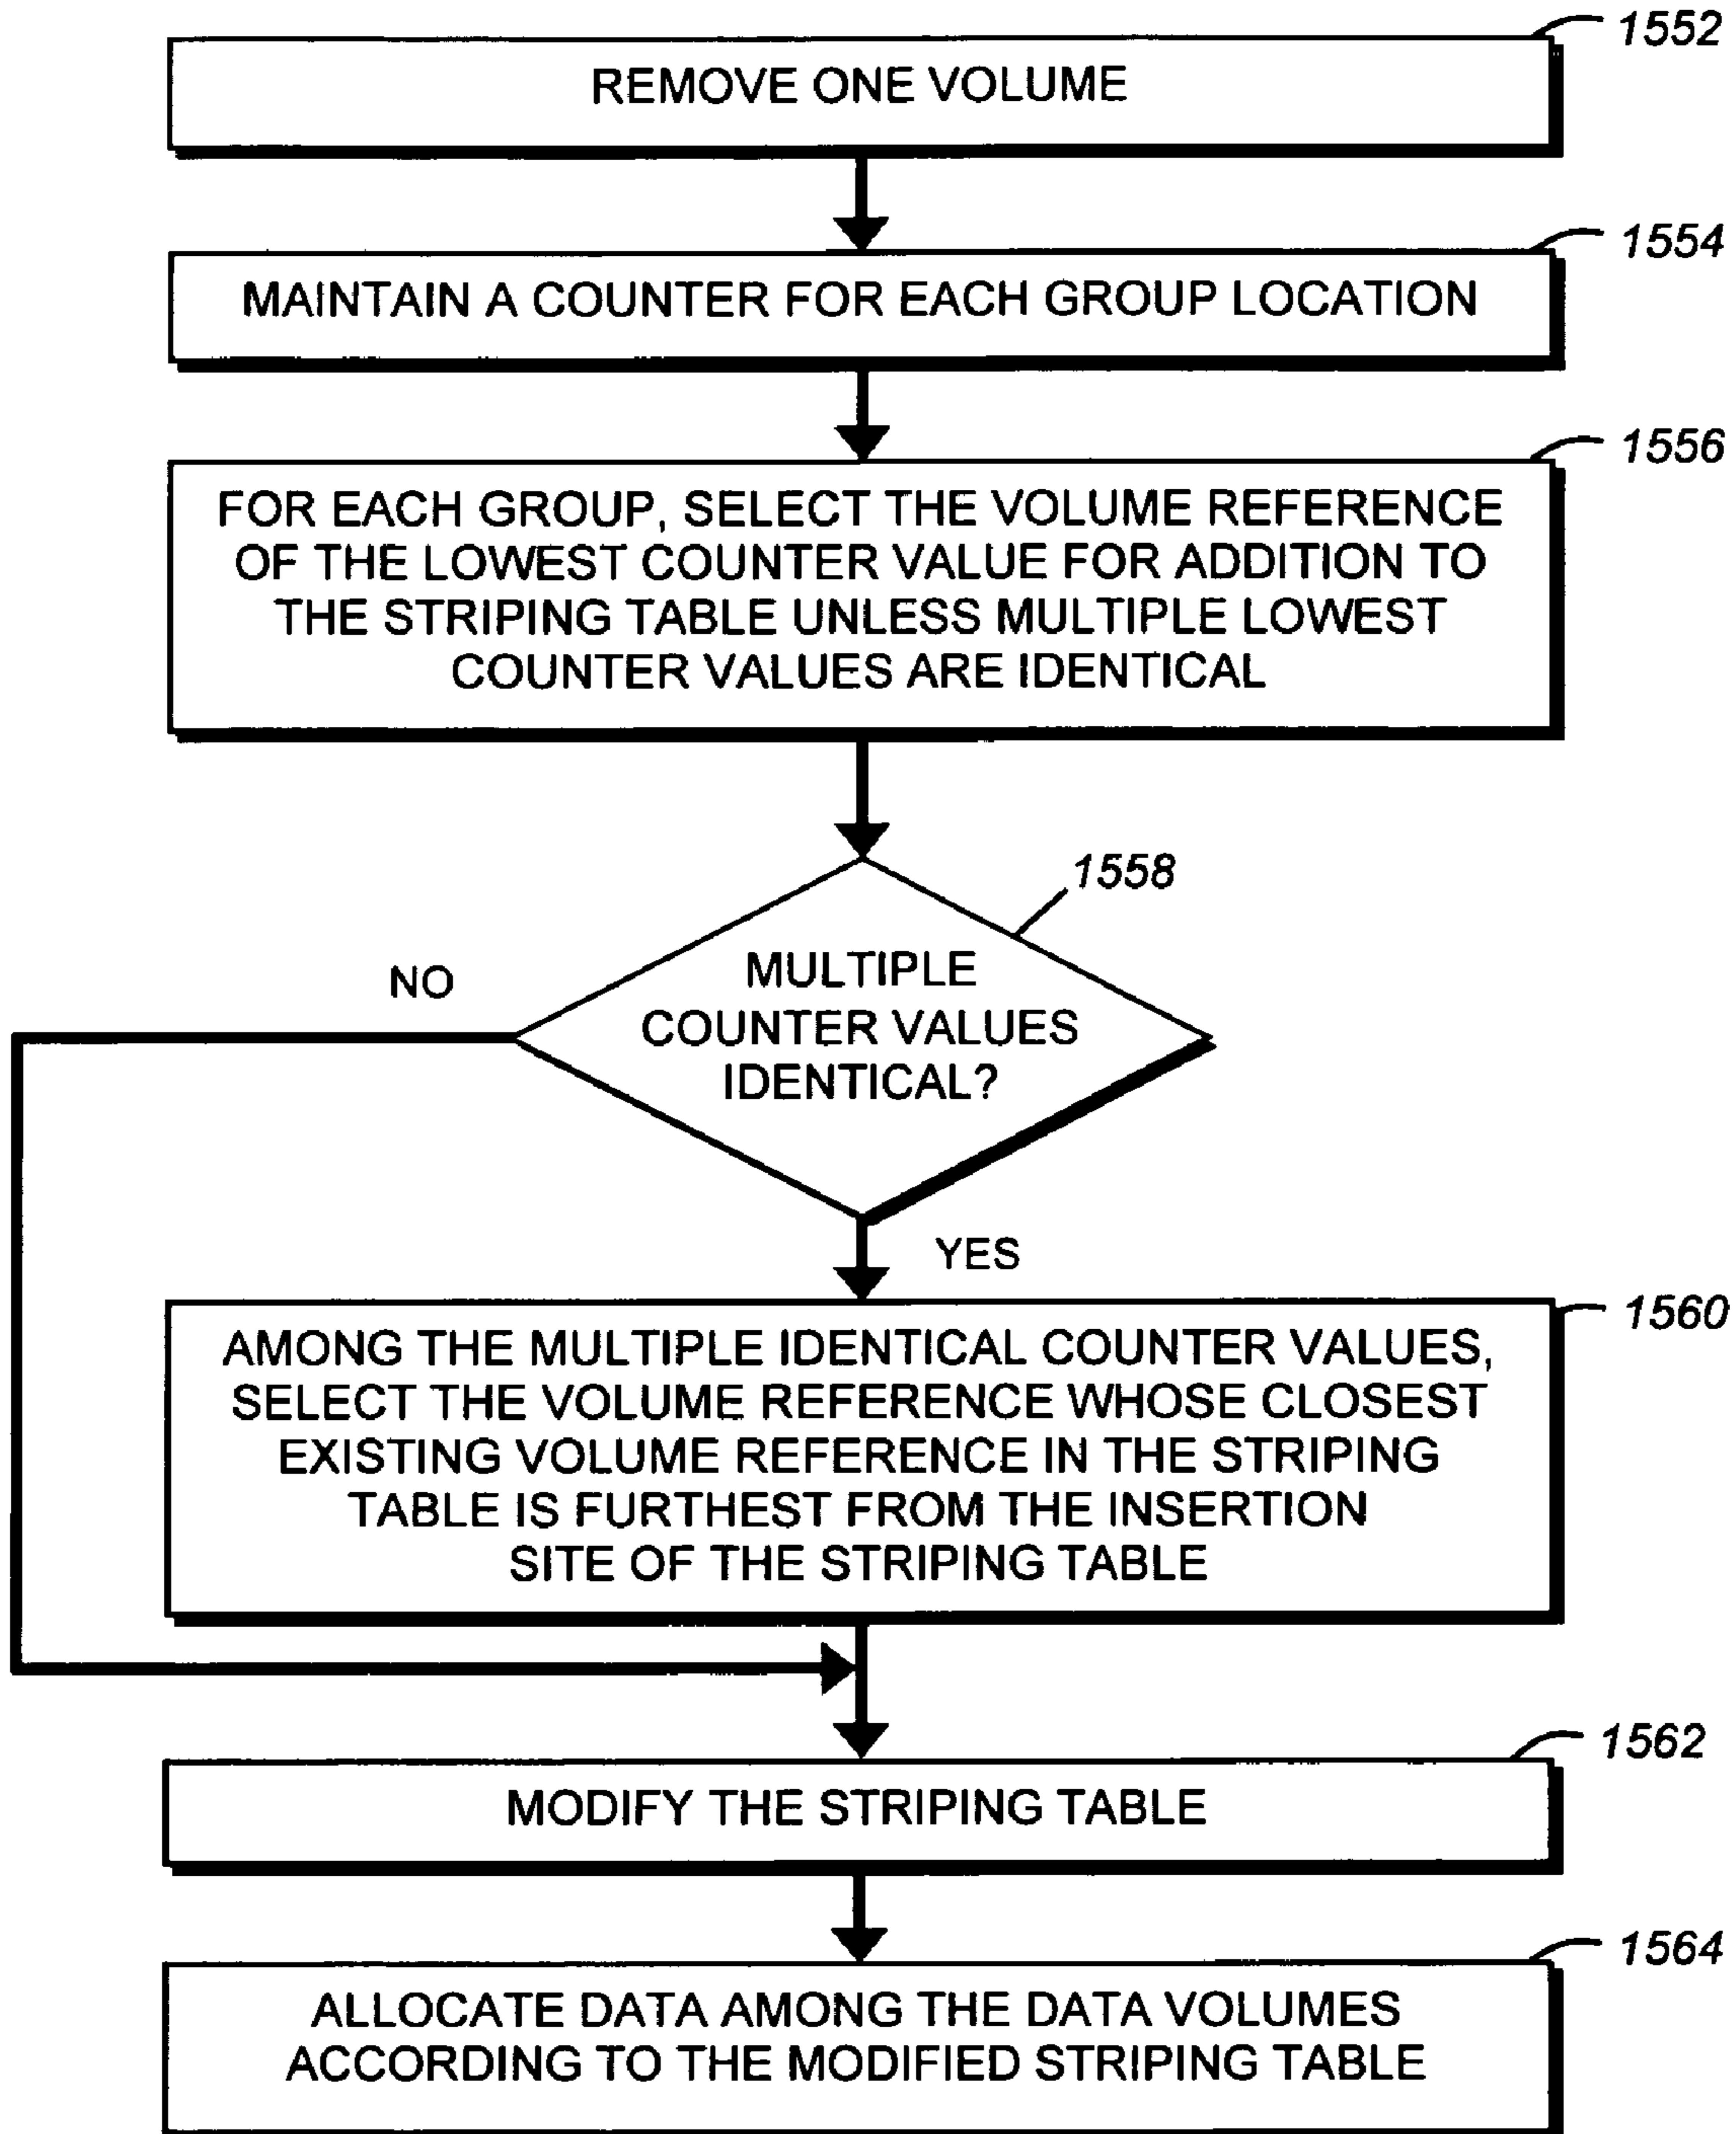 1552
REMOVE ONE VOLUME
1554
MAINTAIN A COUNTER FOR EACH GROUP LOCATION
1556
FOR EACH GROUP, SELECT THE VOLUME REFERENCE
OF THE LOWEST COUNTER VALUE FOR ADDITION TO
THE STRIPING TABLE UNLESS MULTIPLE LOWEST
COUNTER VALUES ARE IDENTICAL
1558
NO
MULTIPLE
COUNTER VALUES
IDENTICAL?
YES
1560
AMONG THE MULTIPLE IDENTICAL COUNTER VALUES,
SELECT THE VOLUME REFERENCE WHOSE CLOSEST
EXISTING VOLUME REFERENCE IN THE STRIPING
TABLE IS FURTHEST FROM THE INSERTION
SITE OF THE STRIPING TABLE
1562
MODIFY THE STRIPING TABLE
1564
ALLOCATE DATA AMONG THE DATA VOLUMES
ACCORDING TO THE MODIFIED STRIPING TABLE